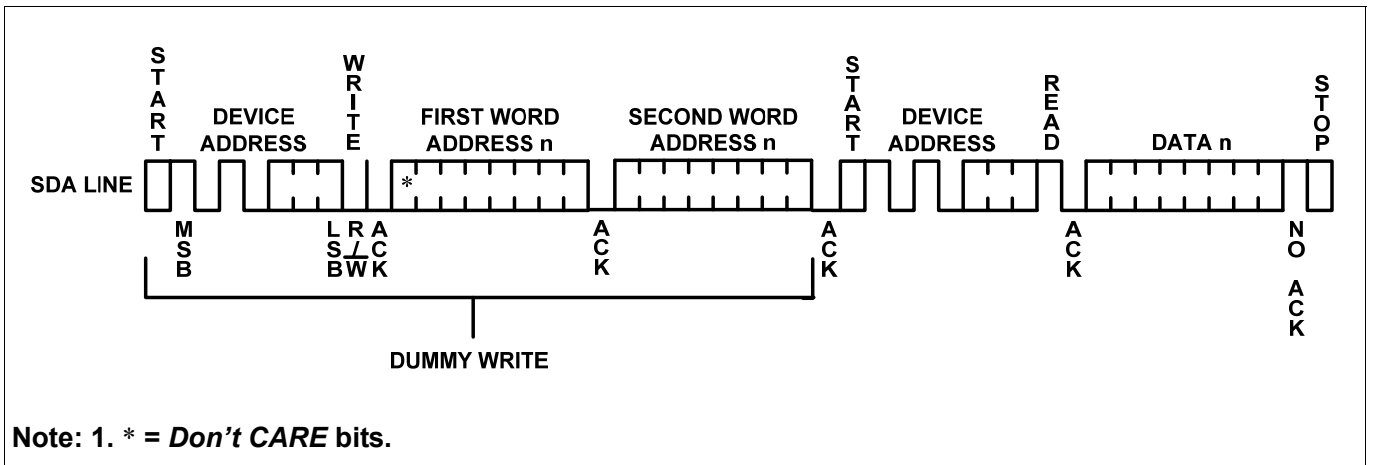 START
WRITE
START
READ
STOP
DEVICE
ADDRESS
FIRST WORD
ADDRESS n
SECOND WORD
ADDRESS n
DEVICE
ADDRESS
DATA n
SDA LINE
*
MSB
LSB
R/W
ACK
ACK
ACK
ACK
NO ACK
DUMMY WRITE
Note: 1. * = Don't CARE bits.